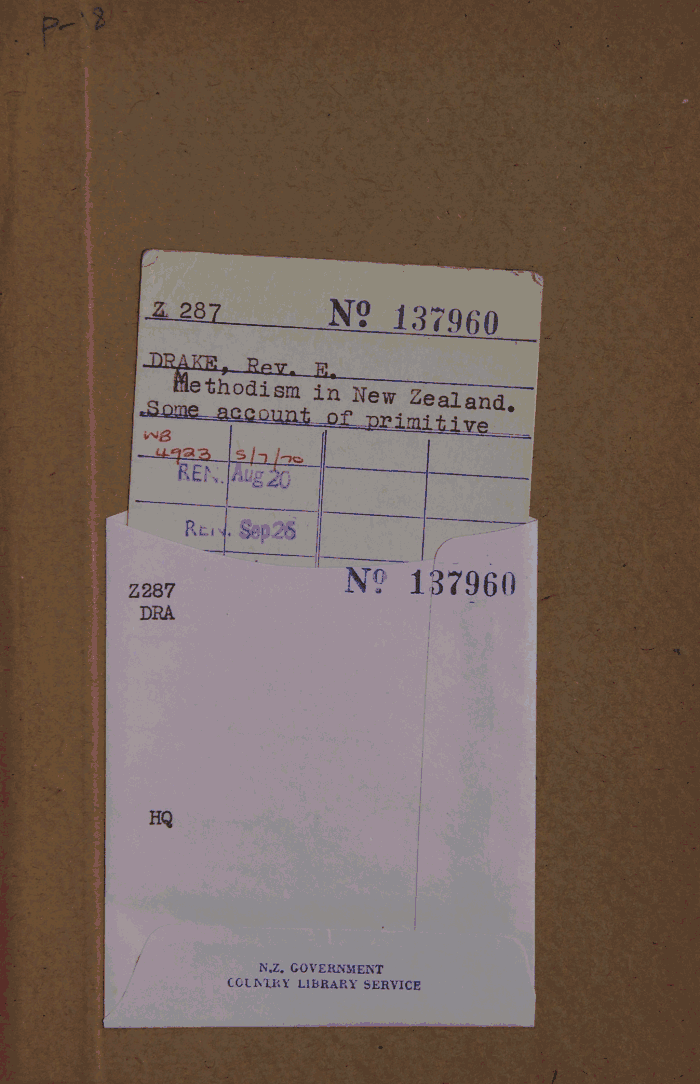 P-18
Z 287 Nº 137960
DRAKE, Rev. E.
Methodism in New Zealand.
Some account of primitive
WB
4923 5/7/70
REN. Aug 20
REN. Sep 26
Nº 137960
Z287
DRA
HQ
N.Z. GOVERNMENT
COUNTRY LIBRARY SERVICE